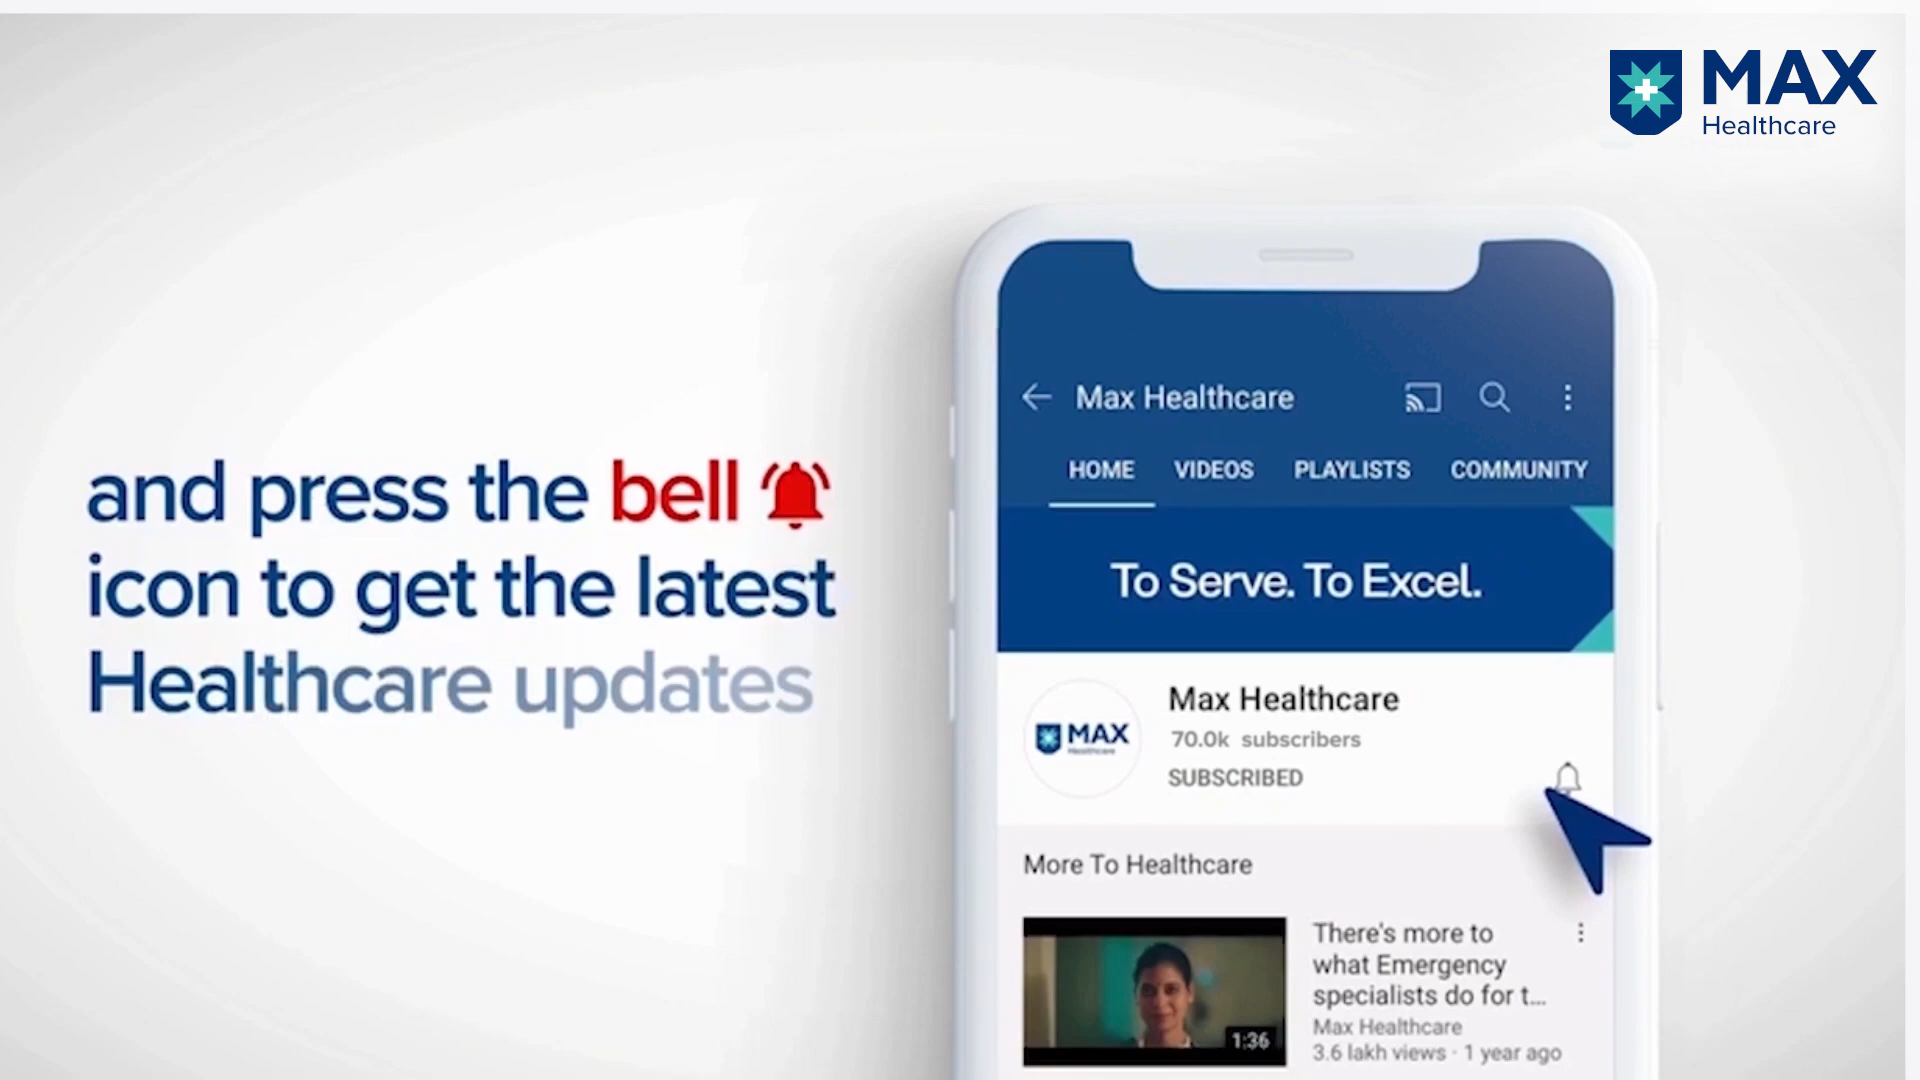 MAX
Healthcare
and press the bell
icon to get the latest
Healthcare updates
Max Healthcare
HOME VIDEOS PLAYLISTS COMMUNITY
To Serve. To Excel.
MAX
Healthcare
Max Healthcare
70.0k subscribers
SUBSCRIBED
More To Healthcare
1:36
There's more to
what Emergency
specialists do for t...
Max Healthcare
3.6 lakh views · 1 year ago